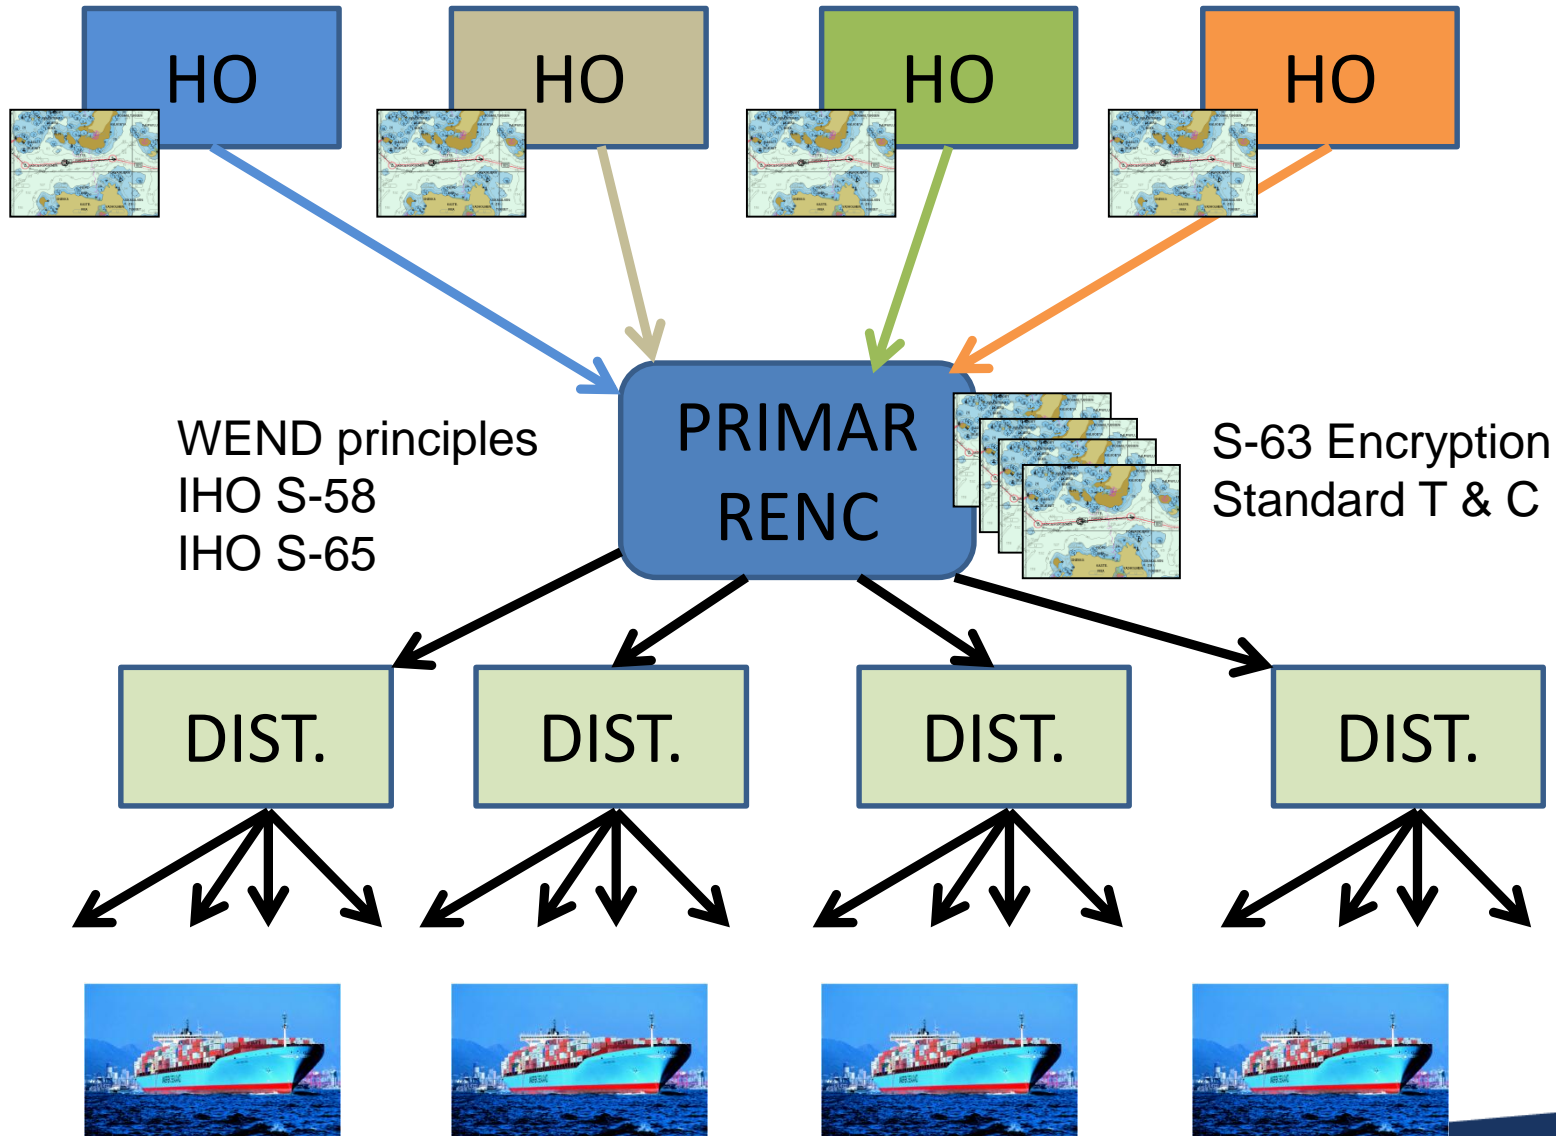 HO
HO
HO
HO
PRIMAR
RENC
WEND principles
IHO S-58
IHO S-65
S-63 Encryption
Standard T & C
DIST.
DIST.
DIST.
DIST.